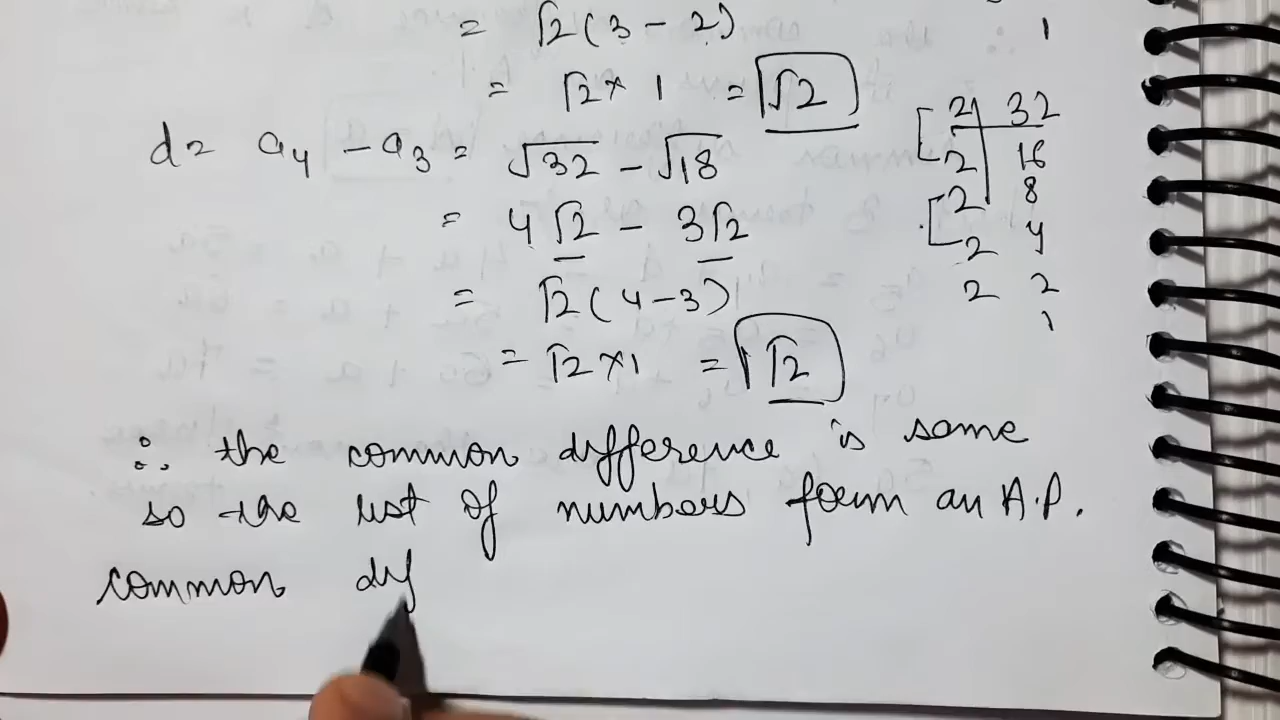 = √2(3 - 2)
= √2 × 1 = √2
d = a₄ - a₃ = √32 - √18
= 4√2 - 3√2
= √2(4-3)
= √2 × 1 = √2
∴ the common difference is same
so the list of numbers form an A.P.
common dif
1
2 32
2 16
2 8
2 4
2 2
1